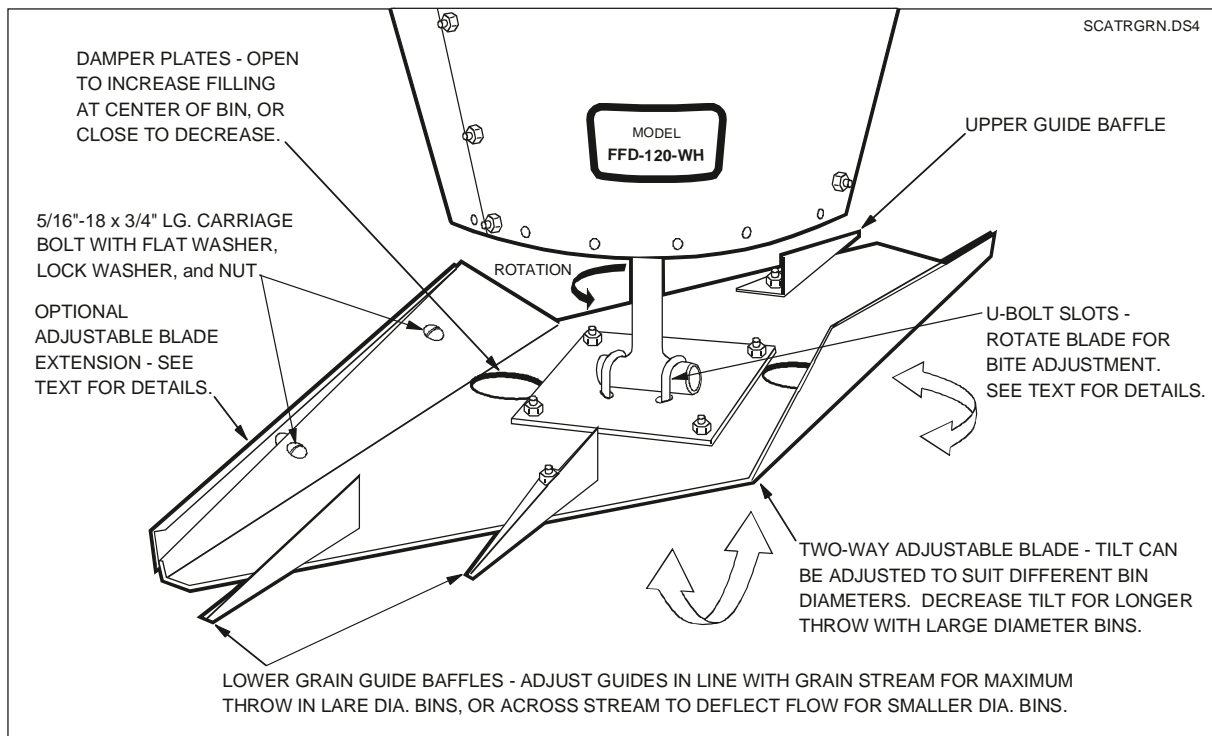 SCATRGRN.DS4
DAMPER PLATES - OPEN
TO INCREASE FILLING
AT CENTER OF BIN, OR
CLOSE TO DECREASE.
MODEL
FFD-120-WH
UPPER GUIDE BAFFLE
5/16"-18 x 3/4" LG. CARRIAGE
BOLT WITH FLAT WASHER,
LOCK WASHER, and NUT
ROTATION
OPTIONAL
ADJUSTABLE BLADE
EXTENSION - SEE
TEXT FOR DETAILS.
U-BOLT SLOTS -
ROTATE BLADE FOR
BITE ADJUSTMENT.
SEE TEXT FOR DETAILS.
TWO-WAY ADJUSTABLE BLADE - TILT CAN
BE ADJUSTED TO SUIT DIFFERENT BIN
DIAMETERS.  DECREASE TILT FOR LONGER
THROW WITH LARGE DIAMETER BINS.
LOWER GRAIN GUIDE BAFFLES - ADJUST GUIDES IN LINE WITH GRAIN STREAM FOR MAXIMUM
THROW IN LARE DIA. BINS, OR ACROSS STREAM TO DEFLECT FLOW FOR SMALLER DIA. BINS.